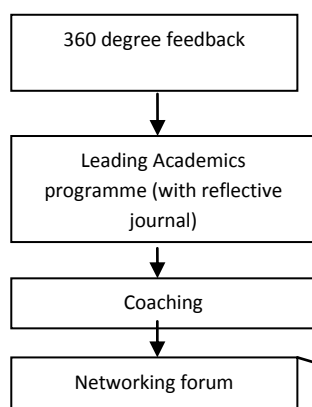 360 degree feedback
Leading Academics
programme (with reflective
journal)
Coaching
Networking forum